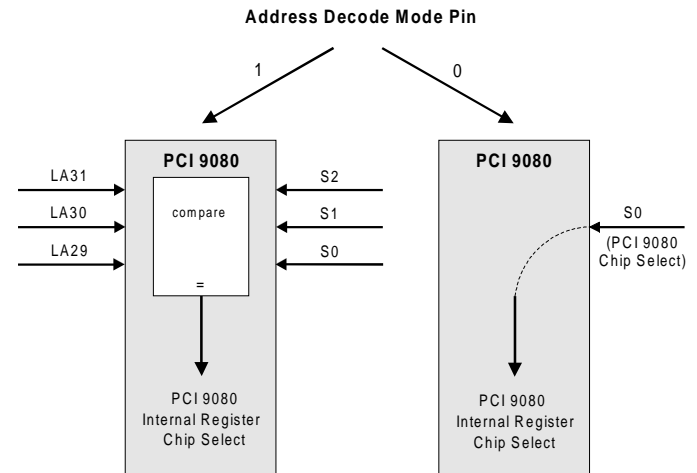 Address Decode Mode Pin
1
0
PCI 9080
LA31
LA30
LA29
compare
=
S2
S1
S0
PCI 9080
Internal Register
Chip Select
PCI 9080
S0
(PCI 9080
Chip Select)
PCI 9080
Internal Register
Chip Select